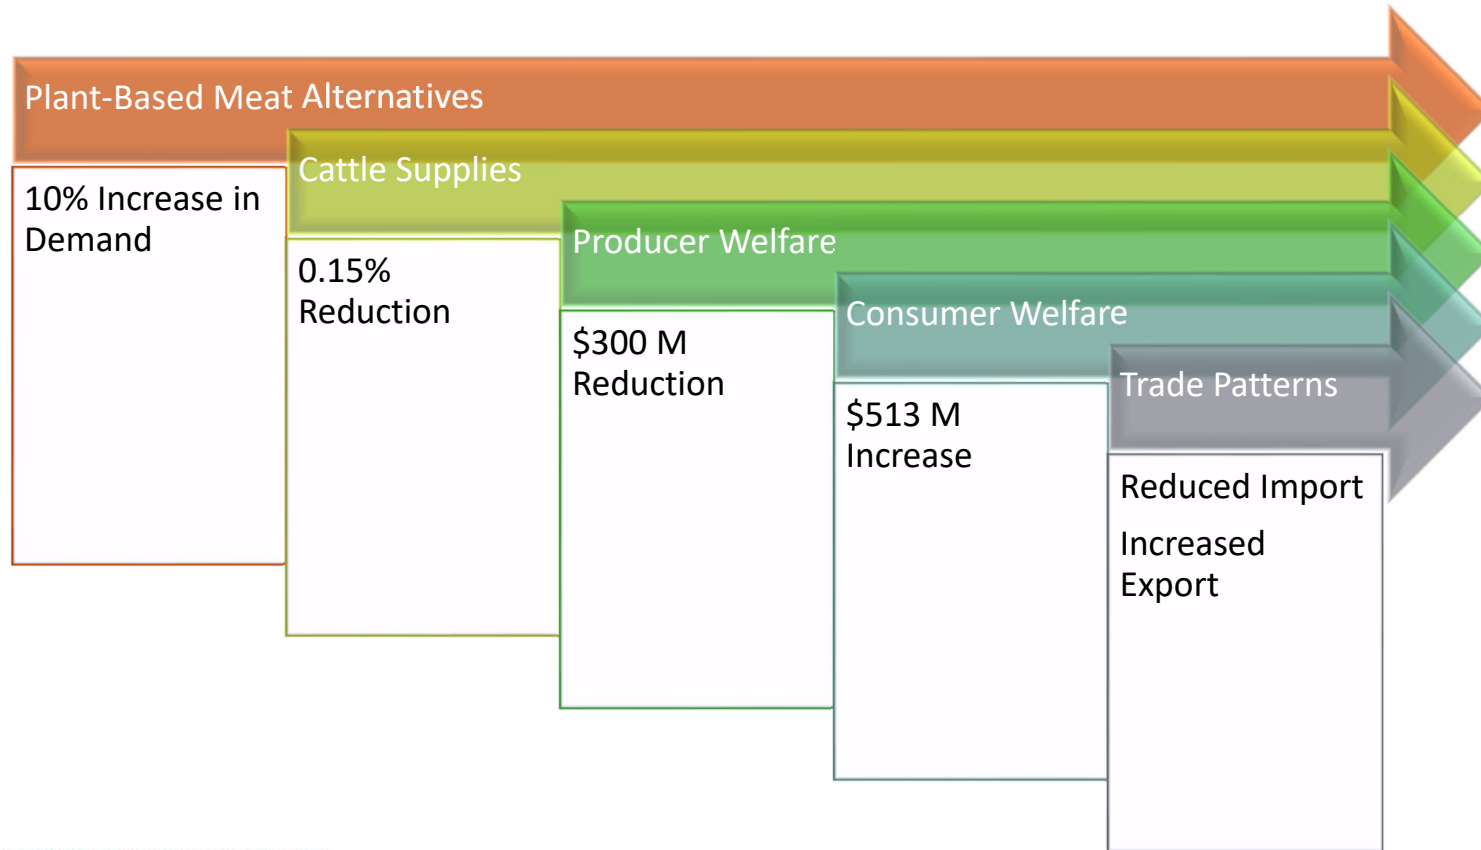 Plant-Based Meat Alternatives
10% Increase in
Demand
Cattle Supplies
0.15%
Reduction
Producer Welfare
$300 M
Reduction
Consumer Welfare
$513 M
Increase
Trade Patterns
Reduced Import
Increased
Export